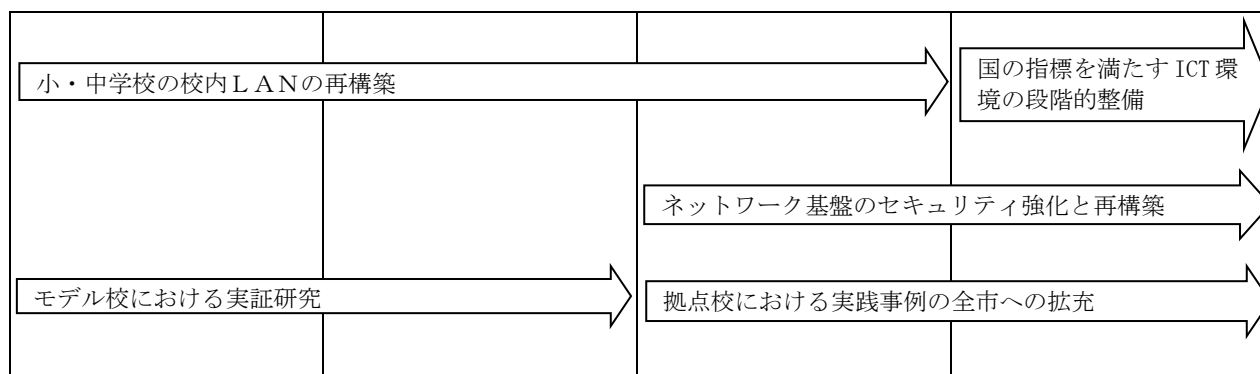 小・中学校の校内ＬＡＮの再構築
国の指標を満たす ICT 環
境の段階的整備
ネットワーク基盤のセキュリティ強化と再構築
モデル校における実証研究
拠点校における実践事例の全市への拡充